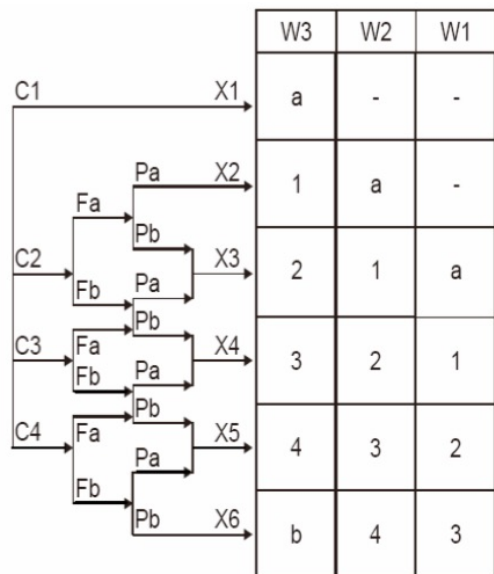 W3 W2 W1
C1 X1 a - -
Pa X2 1 a -
Fa
Pb
C2 X3 2 1 a
Fb Pa
Pb
C3 Fa X4 3 2 1
Fb Pa
Pb
C4 Fa X5 4 3 2
Pa
Fb
Pb X6 b 4 3